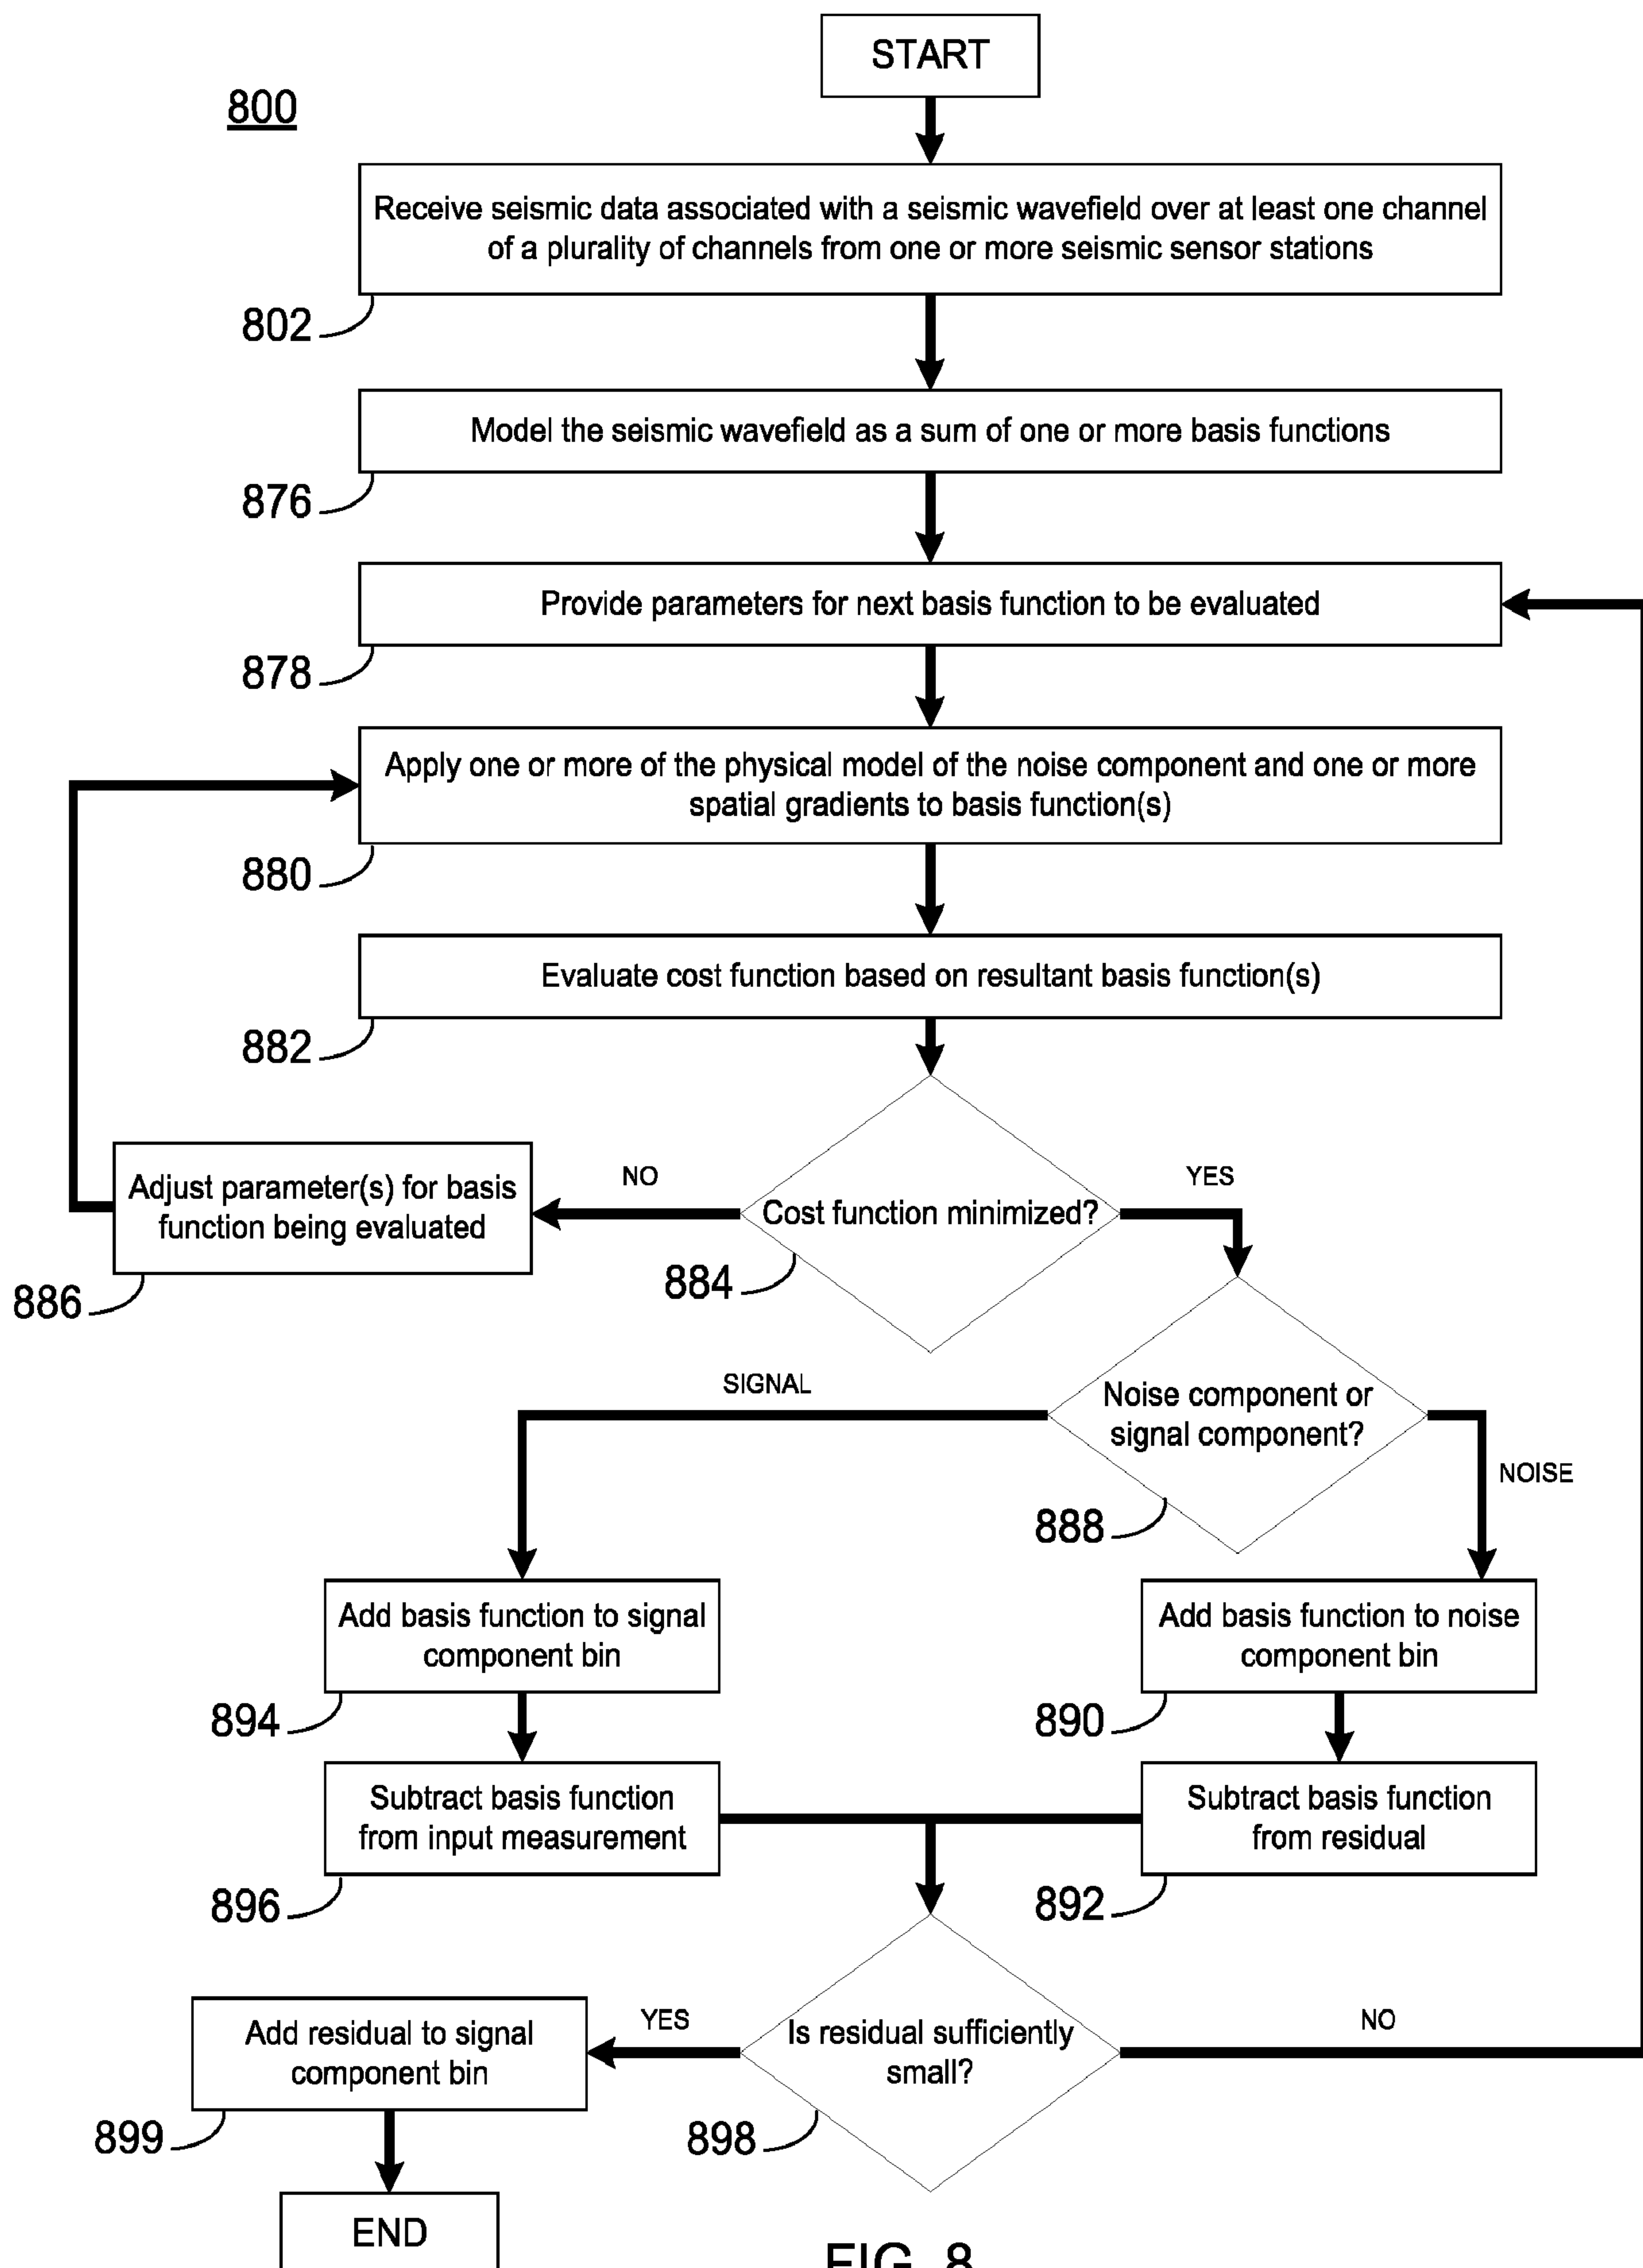 START
800
Receive seismic data associated with a seismic wavefield over at least one channel
of a plurality of channels from one or more seismic sensor stations
802
Model the seismic wavefield as a sum of one or more basis functions
876
Provide parameters for next basis function to be evaluated
878
Apply one or more of the physical model of the noise component and one or more
spatial gradients to basis function(s)
880
Evaluate cost function based on resultant basis function(s)
882
Cost function minimized?
884
NO
YES
Adjust parameter(s) for basis
function being evaluated
886
Noise component or
signal component?
888
SIGNAL
NOISE
Add basis function to signal
component bin
894
Add basis function to noise
component bin
890
Subtract basis function
from input measurement
896
Subtract basis function
from residual
892
Is residual sufficiently
small?
898
YES
NO
Add residual to signal
component bin
899
END
FIG. 8